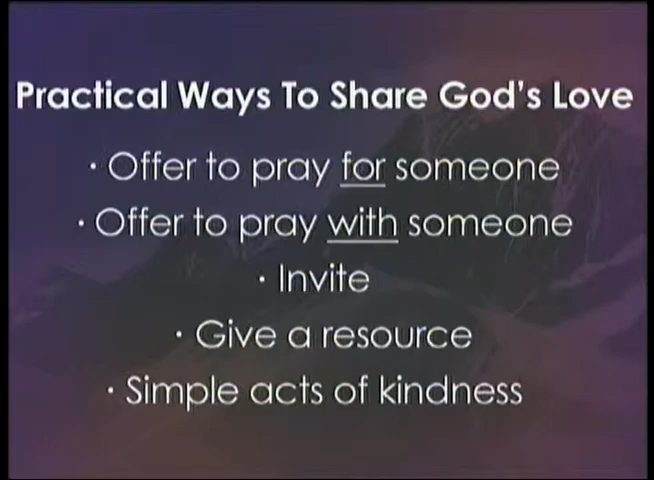 Practical Ways To Share God's Love
· Offer to pray for someone
· Offer to pray with someone
· Invite
· Give a resource
· Simple acts of kindness